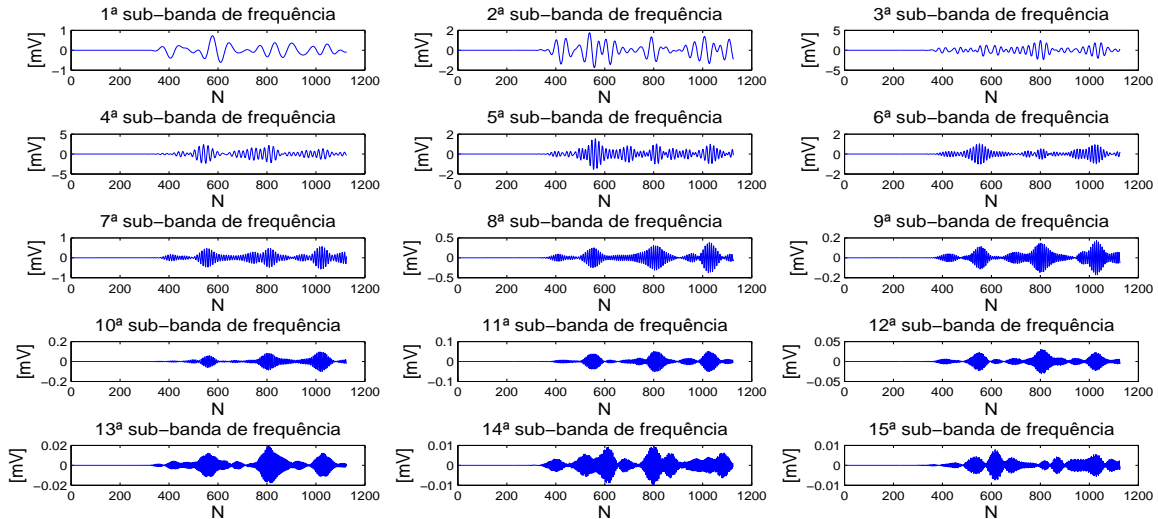 1ª sub−banda de frequência
2ª sub−banda de frequência
3ª sub−banda de frequência
1
0
−1
[mV]
0 200 400 600 800 1000 1200
N
2
0
−2
[mV]
0 200 400 600 800 1000 1200
N
5
0
−5
[mV]
0 200 400 600 800 1000 1200
N
4ª sub−banda de frequência
5ª sub−banda de frequência
6ª sub−banda de frequência
5
0
−5
[mV]
0 200 400 600 800 1000 1200
N
2
0
−2
[mV]
0 200 400 600 800 1000 1200
N
2
0
−2
[mV]
0 200 400 600 800 1000 1200
N
7ª sub−banda de frequência
8ª sub−banda de frequência
9ª sub−banda de frequência
1
0
−1
[mV]
0 200 400 600 800 1000 1200
N
0.5
0
−0.5
[mV]
0 200 400 600 800 1000 1200
N
0.2
0
−0.2
[mV]
0 200 400 600 800 1000 1200
N
10ª sub−banda de frequência
11ª sub−banda de frequência
12ª sub−banda de frequência
0.2
0
−0.2
[mV]
0 200 400 600 800 1000 1200
N
0.1
0
−0.1
[mV]
0 200 400 600 800 1000 1200
N
0.05
0
−0.05
[mV]
0 200 400 600 800 1000 1200
N
13ª sub−banda de frequência
14ª sub−banda de frequência
15ª sub−banda de frequência
0.02
0
−0.02
[mV]
0 200 400 600 800 1000 1200
N
0.01
0
−0.01
[mV]
0 200 400 600 800 1000 1200
N
0.01
0
−0.01
[mV]
0 200 400 600 800 1000 1200
N